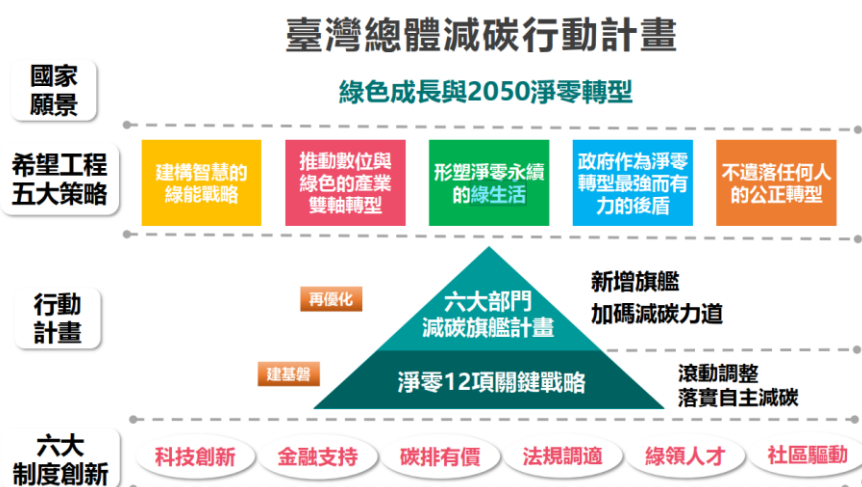 臺灣總體減碳行動計畫
國家
願景
綠色成長與2050淨零轉型
希望工程
五大策略
建構智慧的
綠能戰略
推動數位與
綠色的產業
雙軸轉型
形塑淨零永續
的綠生活
政府作為淨零
轉型最強而有
力的後盾
不遺落任何人
的公正轉型
行動
計畫
再優化
六大部門
減碳旗艦計畫
新增旗艦
加碼減碳力道
建基磐
淨零12項關鍵戰略
滾動調整
落實自主減碳
六大
制度創新
科技創新
金融支持
碳排有價
法規調適
綠領人才
社區驅動